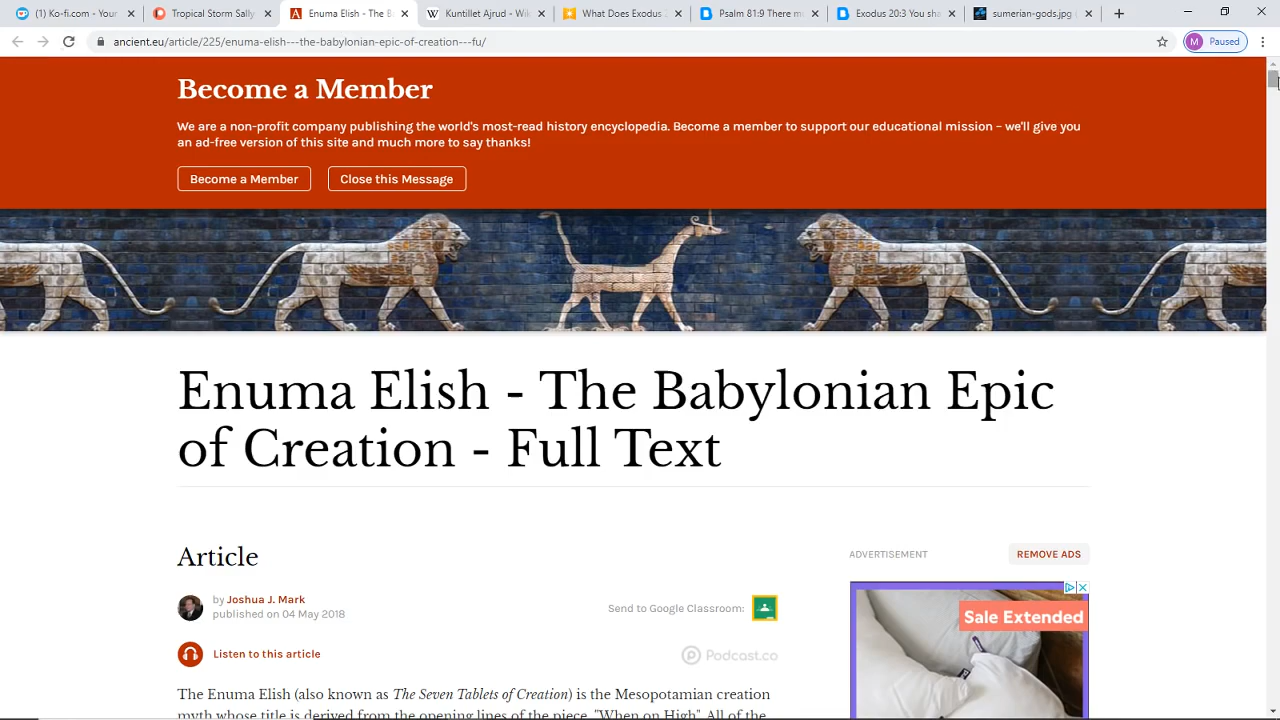 (1) Ko-fi.com - Your
Tropical Storm Sally
Enuma Elish - The B
Kuntillet Ajrud - Wi
What Does Exodus
Psalm 81:9 There m
Exodus 20:3 You sha
sumerian-gods.jpg (
ancient.eu/article/225/enuma-elish---the-babylonian-epic-of-creation---fu/
M Paused
Become a Member
We are a non-profit company publishing the world's most-read history encyclopedia. Become a member to support our educational mission – we'll give you
an ad-free version of this site and much more to say thanks!
Become a Member Close this Message
Enuma Elish - The Babylonian Epic
of Creation - Full Text
Article
by Joshua J. Mark
published on 04 May 2018
Send to Google Classroom:
Listen to this article
Podcast.co
The Enuma Elish (also known as The Seven Tablets of Creation) is the Mesopotamian creation
myth whose title is derived from the opening lines of the piece, "When on High". All of the
ADVERTISEMENT REMOVE ADS
Sale Extended